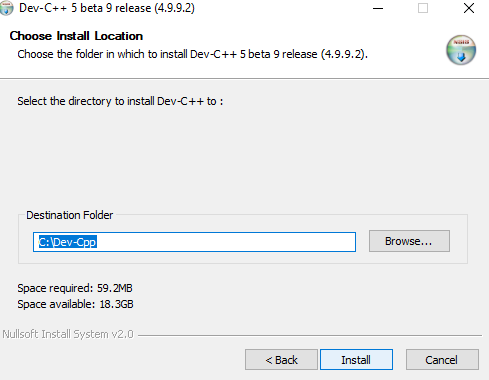 Dev-C++ 5 beta 9 release (4.9.9.2)
Choose Install Location
Choose the folder in which to install Dev-C++ 5 beta 9 release (4.9.9.2).
Select the directory to install Dev-C++ to :
Destination Folder
C:\Dev-Cpp
Browse...
Space required: 59.2MB
Space available: 18.3GB
Nullsoft Install System v2.0
< Back
Install
Cancel